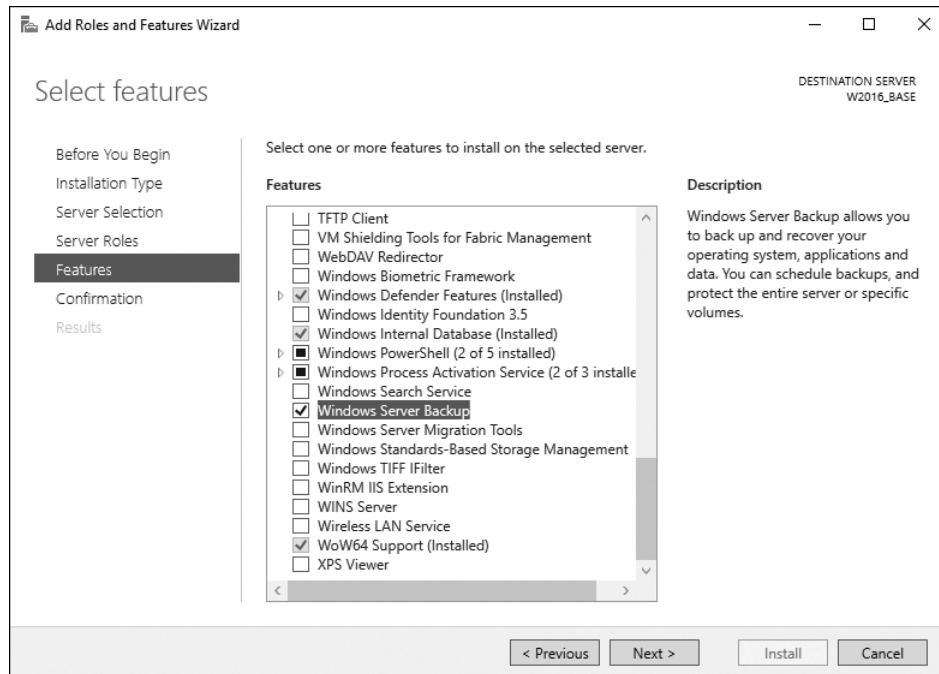 Add Roles and Features Wizard
Select features
DESTINATION SERVER
W2016_BASE
Before You Begin
Installation Type
Server Selection
Server Roles
Features
Confirmation
Results
Select one or more features to install on the selected server.
Features
TFTP Client
VM Shielding Tools for Fabric Management
WebDAV Redirector
Windows Biometric Framework
Windows Defender Features (Installed)
Windows Identity Foundation 3.5
Windows Internal Database (Installed)
Windows PowerShell (2 of 5 installed)
Windows Process Activation Service (2 of 3 installe
Windows Search Service
Windows Server Backup
Windows Server Migration Tools
Windows Standards-Based Storage Management
Windows TIFF IFilter
WinRM IIS Extension
WINS Server
Wireless LAN Service
WoW64 Support (Installed)
XPS Viewer
Description
Windows Server Backup allows you
to back up and recover your
operating system, applications and
data. You can schedule backups, and
protect the entire server or specific
volumes.
< Previous
Next >
Install
Cancel